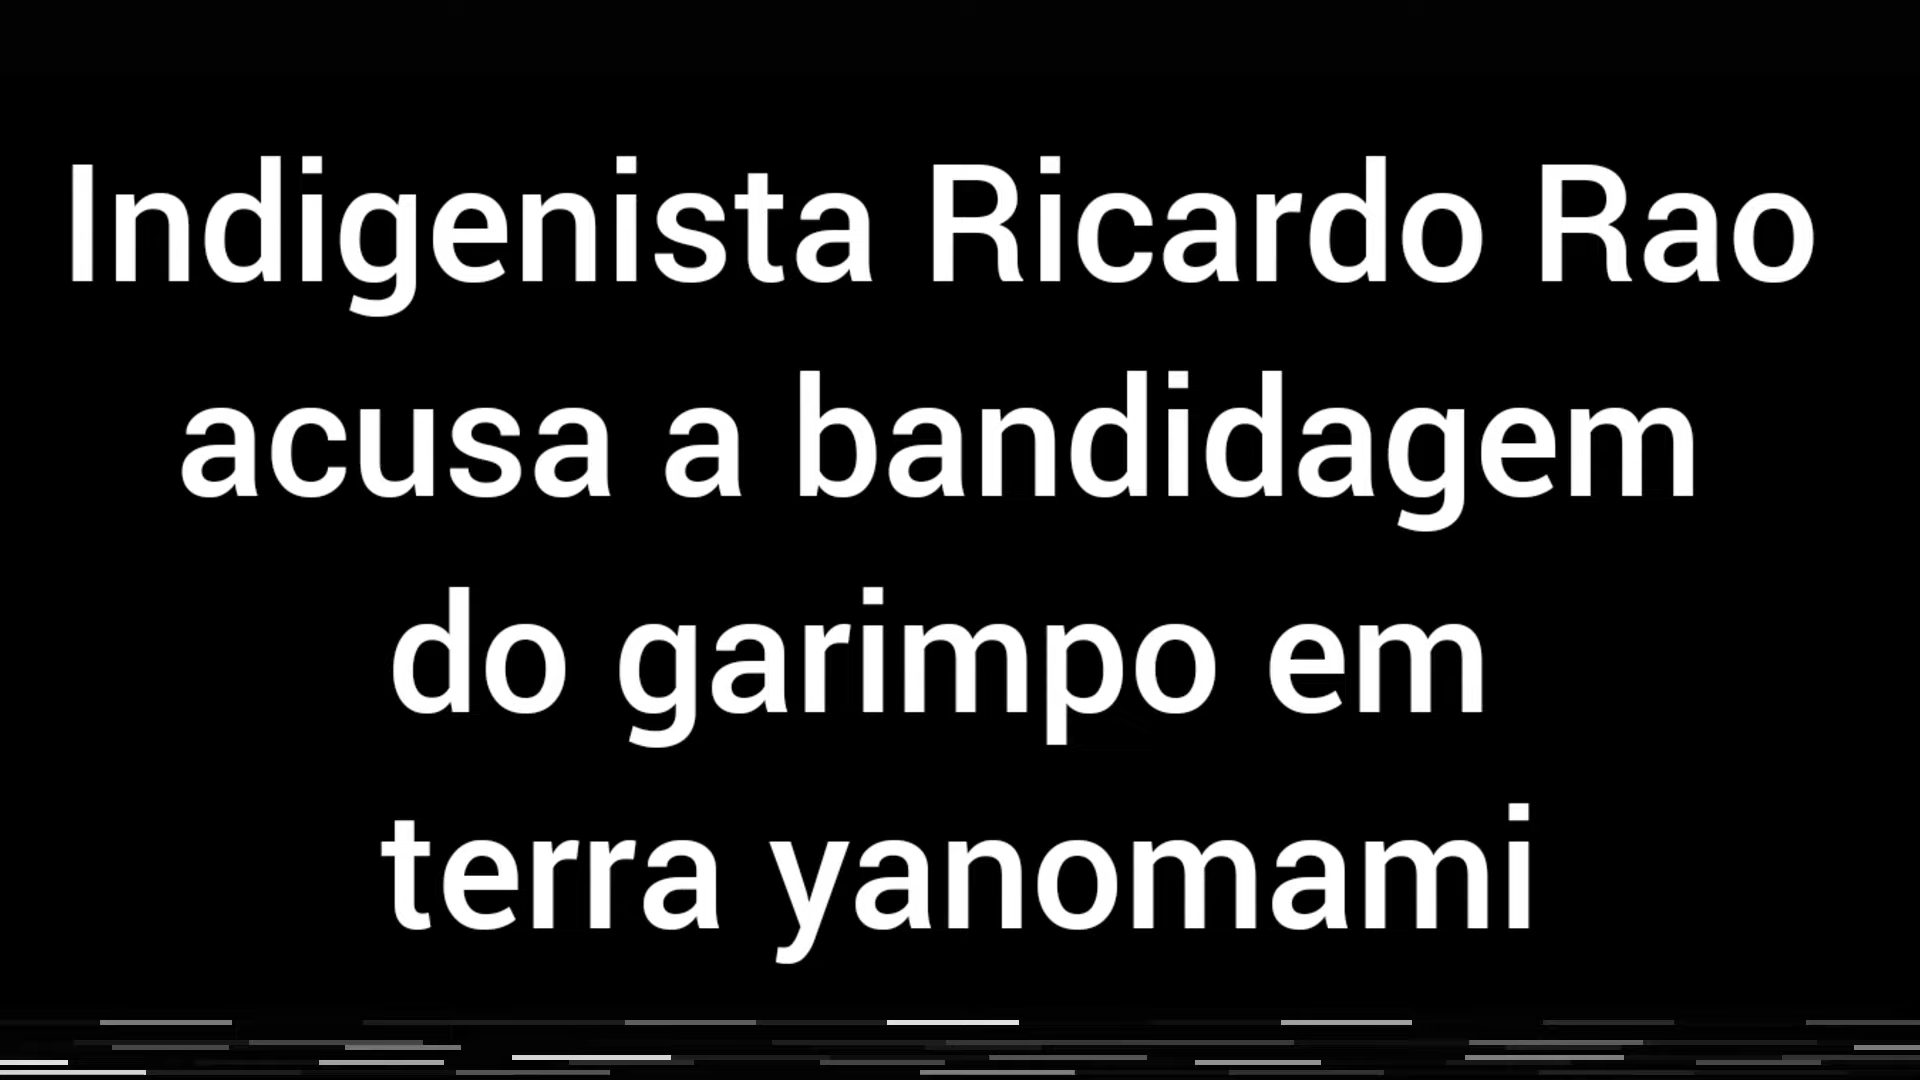 Indigenista Ricardo Rao
acusa a bandidagem
do garimpo em
terra yanomami